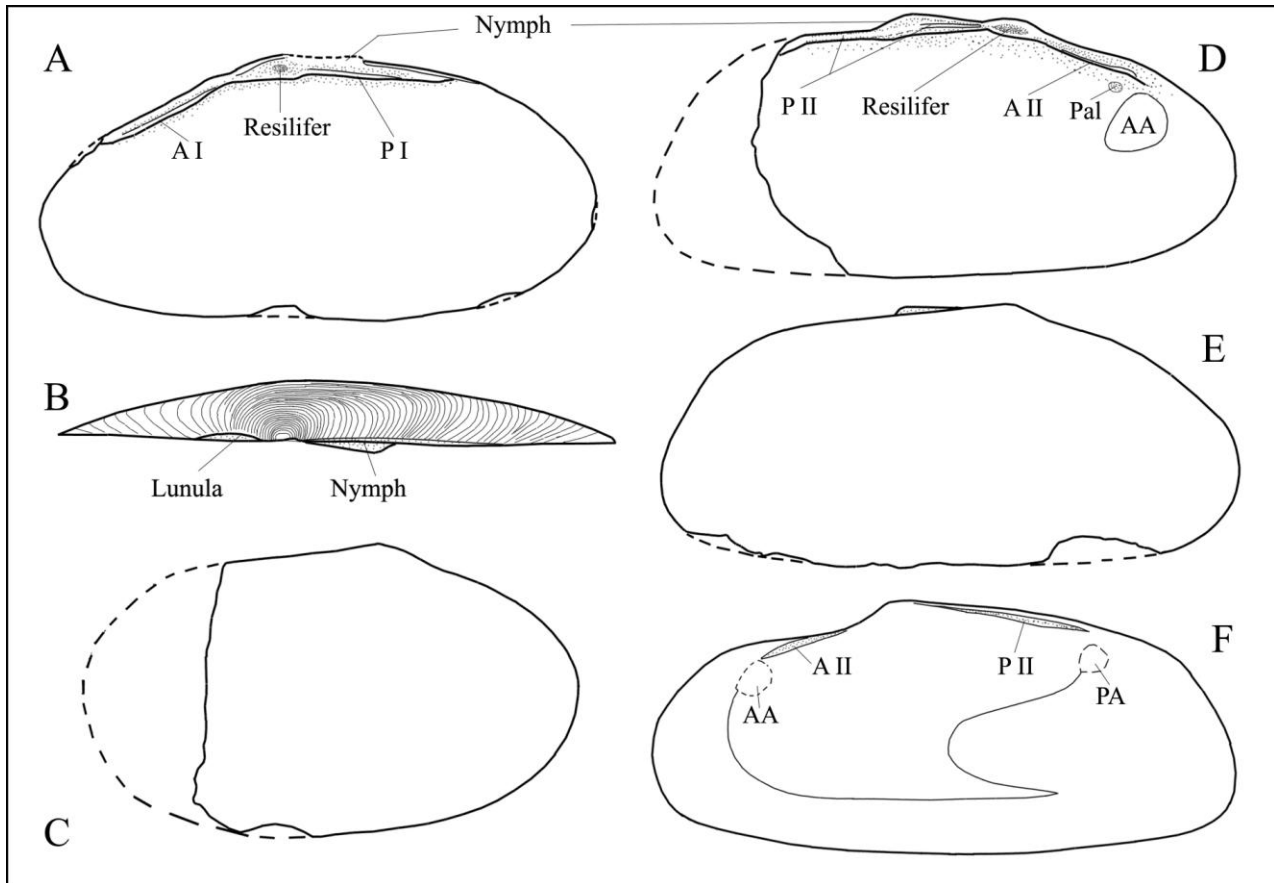 Nymph
A
Resilifer
A I
P I
D
P II
Resilifer
A II
Pal
AA
B
Lunula
Nymph
E
C
F
A II
P II
AA
PA